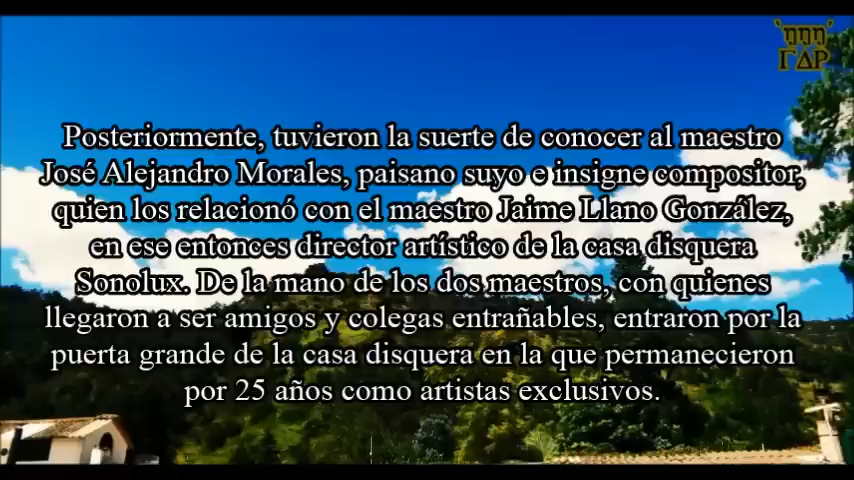 ΓΔΡ
Posteriormente, tuvieron la suerte de conocer al maestro
José Alejandro Morales, paisano suyo e insigne compositor,
quien los relacionó con el maestro Jaime Llano González,
en ese entonces director artístico de la casa disquera
Sonolux. De la mano de los dos maestros, con quienes
llegaron a ser amigos y colegas entrañables, entraron por la
puerta grande de la casa disquera en la que permanecieron
por 25 años como artistas exclusivos.